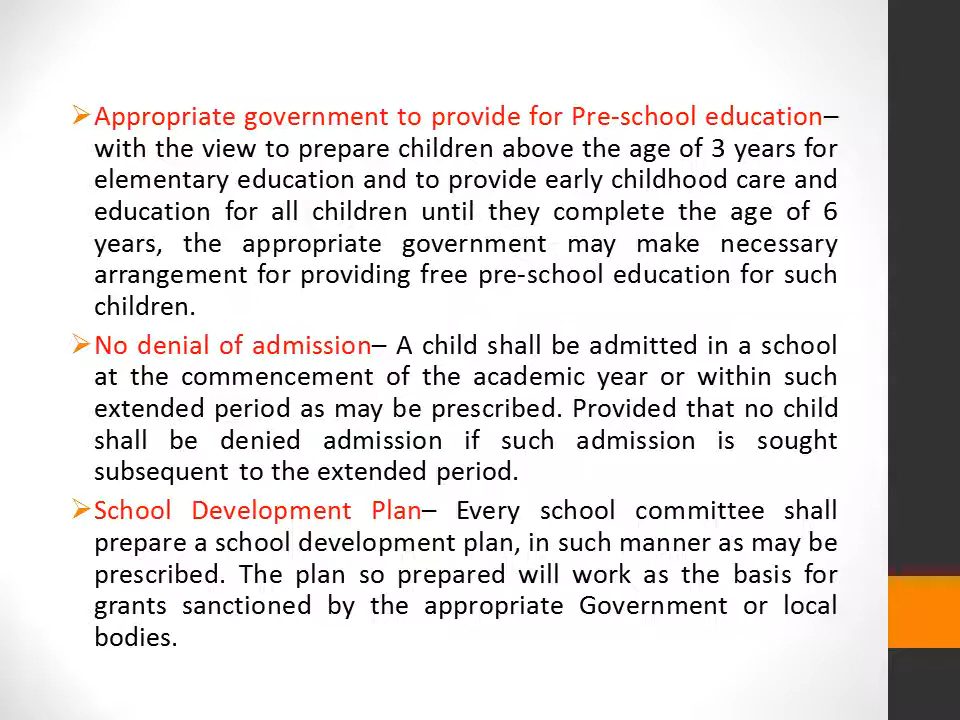 ➢Appropriate government to provide for Pre-school education–
with the view to prepare children above the age of 3 years for
elementary education and to provide early childhood care and
education for all children until they complete the age of 6
years, the appropriate government may make necessary
arrangement for providing free pre-school education for such
children.
➢No denial of admission– A child shall be admitted in a school
at the commencement of the academic year or within such
extended period as may be prescribed. Provided that no child
shall be denied admission if such admission is sought
subsequent to the extended period.
➢School Development Plan– Every school committee shall
prepare a school development plan, in such manner as may be
prescribed. The plan so prepared will work as the basis for
grants sanctioned by the appropriate Government or local
bodies.